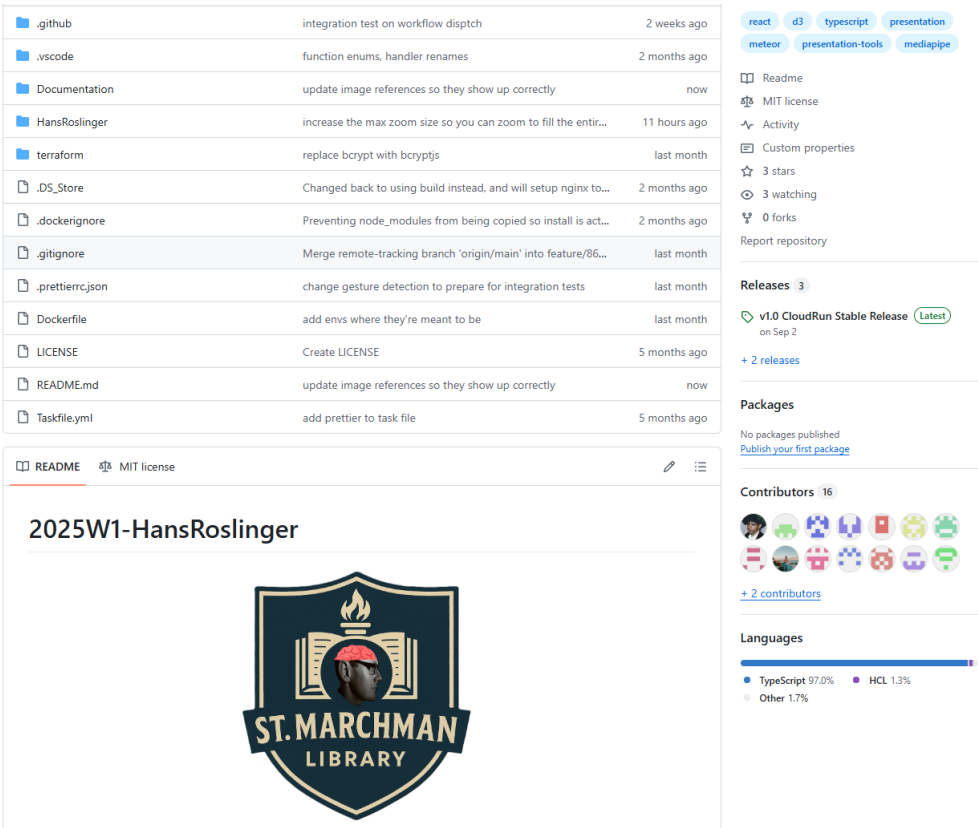 .github integration test on workflow disptch 2 weeks ago
.vscode function enums, handler renames 2 months ago
Documentation update image references so they show up correctly now
HansRoslinger increase the max zoom size so you can zoom to fill the entir... 11 hours ago
terraform replace bcrypt with bcryptjs last month
.DS_Store Changed back to using build instead, and will setup nginx to... 2 months ago
.dockerignore Preventing node_modules from being copied so install is act... 2 months ago
.gitignore Merge remote-tracking branch 'origin/main' into feature/86... last month
.prettierrc.json change gesture detection to prepare for integration tests last month
Dockerfile add envs where they're meant to be last month
LICENSE Create LICENSE 5 months ago
README.md update image references so they show up correctly now
Taskfile.yml add prettier to task file 5 months ago
README MIT license
2025W1-HansRoslinger
ST. MARCHMAN
LIBRARY
react d3 typescript presentation
meteor presentation-tools mediapipe
Readme
MIT license
Activity
Custom properties
3 stars
3 watching
0 forks
Report repository
Releases 3
v1.0 CloudRun Stable Release Latest
on Sep 2
+ 2 releases
Packages
No packages published
Publish your first package
Contributors 16
+ 2 contributors
Languages
TypeScript 97.0% HCL 1.3%
Other 1.7%